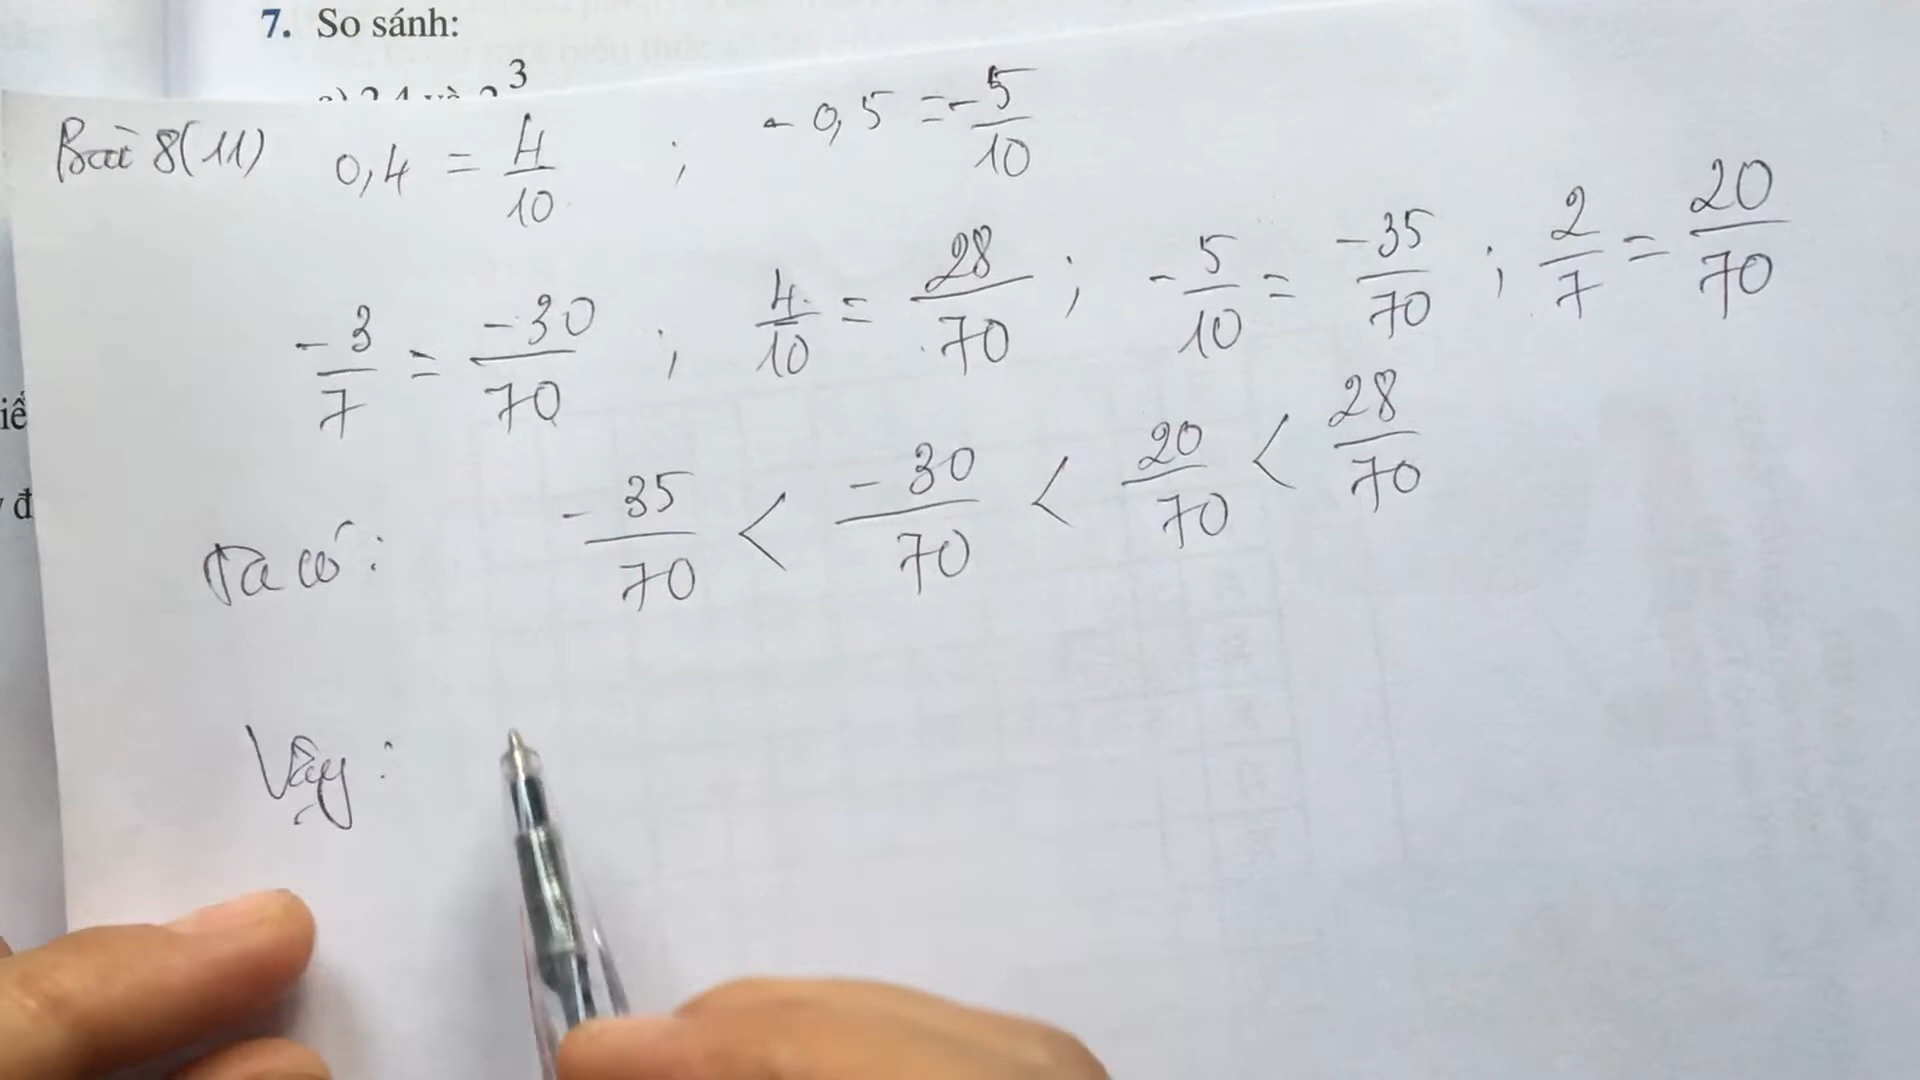 7. So sánh:
Bài 8(11) 0,4 = 4/10 ; - 0,5 = -5/10
-3/7 = -30/70 ; 4/10 = 28/70 ; -5/10 = -35/70 ; 2/7 = 20/70
Ta có: -35/70 < -30/70 < 20/70 < 28/70
Vậy: